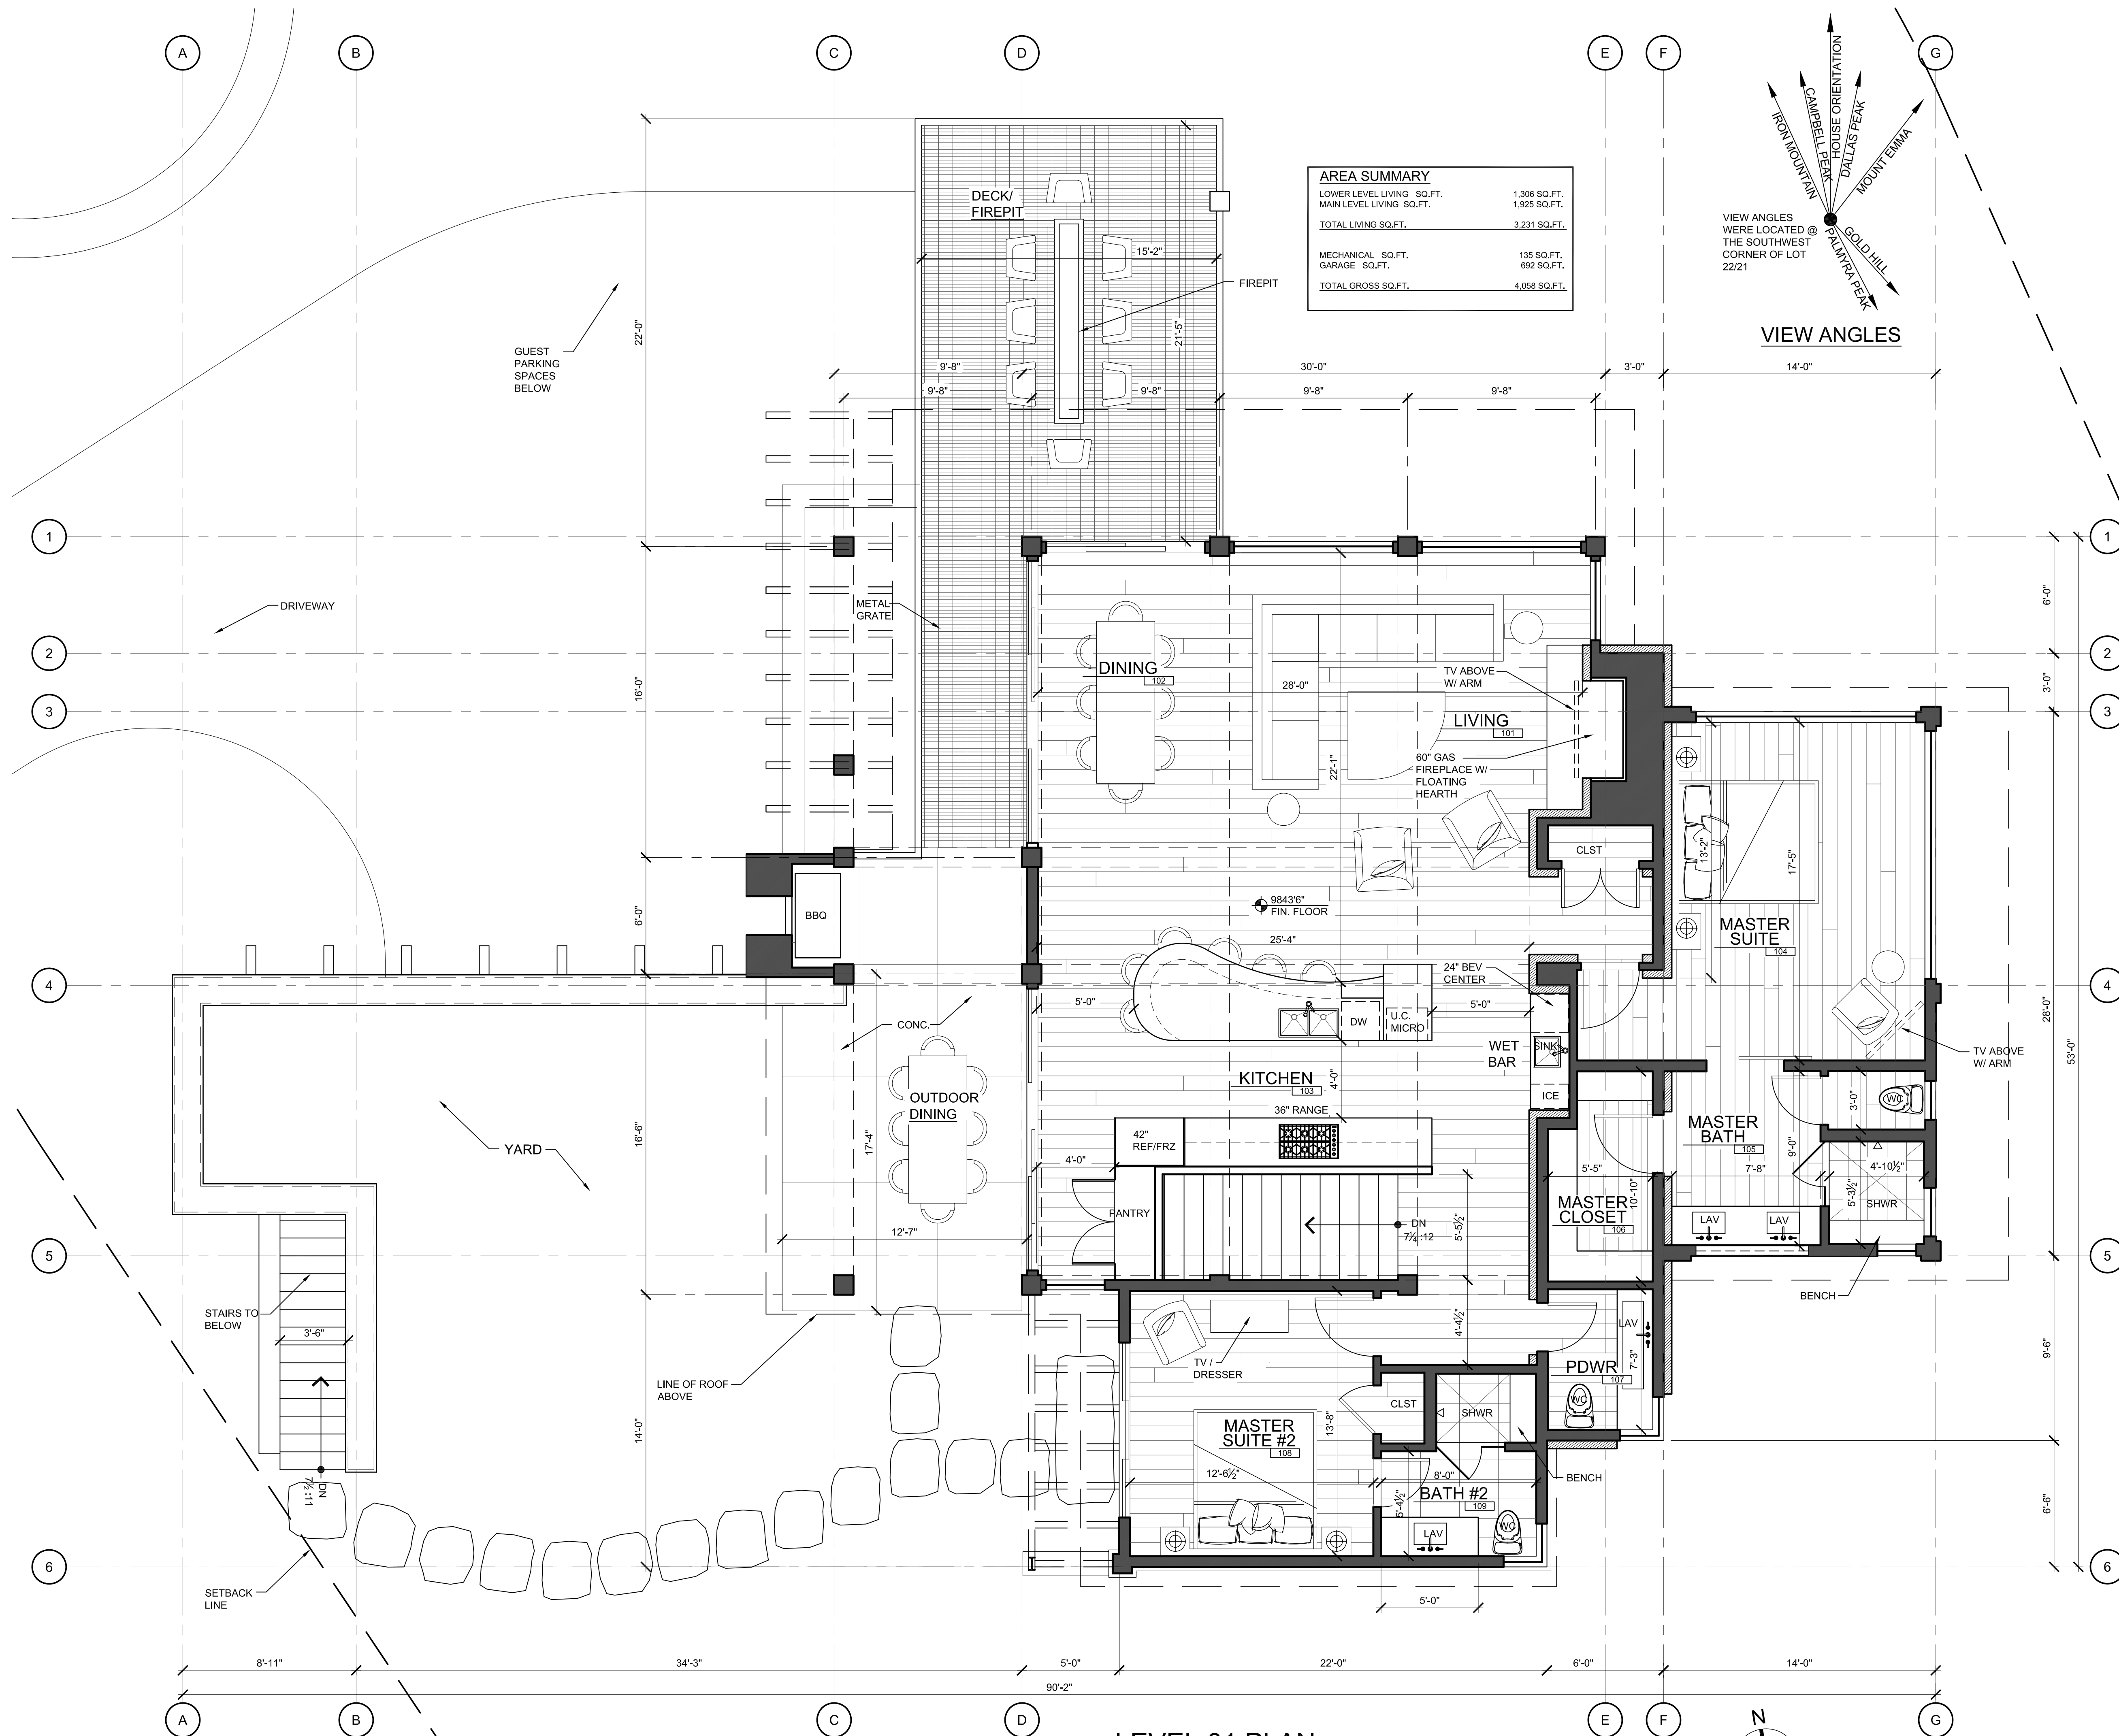 A
B
C
D
E
F
G
HOUSE ORIENTATION
CAMPBELL PEAK
DALLAS PEAK
IRON MOUNTAIN
MOUNT EMMA
GOLD HILL
PALMYRA PEAK
VIEW ANGLES
WERE LOCATED @
THE SOUTHWEST
CORNER OF LOT
22/21
VIEW ANGLES
AREA SUMMARY
LOWER LEVEL LIVING SQ.FT. 1,306 SQ.FT.
MAIN LEVEL LIVING SQ.FT. 1,925 SQ.FT.
TOTAL LIVING SQ.FT. 3,231 SQ.FT.
MECHANICAL SQ.FT. 135 SQ.FT.
GARAGE SQ.FT. 692 SQ.FT.
TOTAL GROSS SQ.FT. 4,058 SQ.FT.
DECK/
FIREPIT
15'-2"
FIREPIT
21'-5"
22'-0"
GUEST
PARKING
SPACES
BELOW
9'-8"
30'-0"
3'-0"
14'-0"
9'-8"
9'-8"
9'-8"
9'-8"
1
1
DRIVEWAY
METAL
GRATE
6'-0"
2
2
16'-0"
DINING
102
28'-0"
TV ABOVE
W/ ARM
LIVING
101
3'-0"
3
3
22'-1"
60" GAS
FIREPLACE W/
FLOATING
HEARTH
CLST
13'-2"
17'-5"
BBQ
6'-0"
9843'6"
FIN. FLOOR
25'-4"
MASTER
SUITE
104
24" BEV
CENTER
4
4
5'-0"
5'-0"
CONC.
DW
U.C.
MICRO
WET
BAR
SINK
ICE
28'-0"
53'-0"
TV ABOVE
W/ ARM
KITCHEN
103
4'-0"
36" RANGE
OUTDOOR
DINING
YARD
16'-6"
17'-4"
42"
REF/FRZ
4'-0"
WC
3'-0"
MASTER
BATH
105
9'-0"
5'-5"
7'-8"
4'-10½"
5'-3½"
SHWR
MASTER
CLOSET
106
10'-10"
PANTRY
DN
7¼ :12
5'-5½"
LAV
LAV
12'-7"
5
5
BENCH
STAIRS TO
BELOW
3'-6"
DN
7½ :11
LINE OF ROOF
ABOVE
TV /
DRESSER
4'-4½"
LAV
PDWR
107
7'-3"
WC
9'-6"
14'-0"
CLST
SHWR
MASTER
SUITE #2
108
13'-8"
12'-6½"
8'-0"
BENCH
BATH #2
109
5'-4½"
LAV
WC
6'-6"
6
6
SETBACK
LINE
5'-0"
8'-11"
34'-3"
5'-0"
22'-0"
6'-0"
14'-0"
90'-2"
A
B
C
D
E
F
G
LEVEL 01 PLAN
N